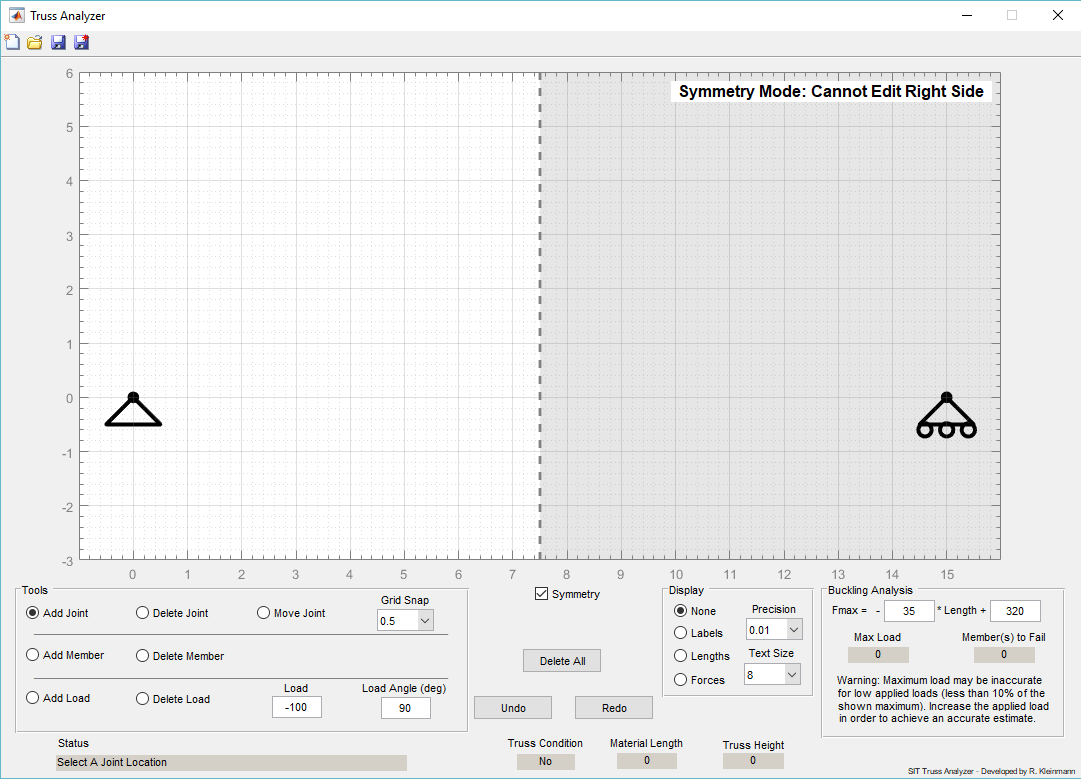 Truss Analyzer
Symmetry Mode: Cannot Edit Right Side
6
5
4
3
2
1
0
-1
-2
-3
0 1 2 3 4 5 6 7 8 9 10 11 12 13 14 15
Tools
Add Joint
Delete Joint
Move Joint
Grid Snap
0.5
Add Member
Delete Member
Add Load
Delete Load
Load
-100
Load Angle (deg)
90
Status
Select A Joint Location
Symmetry
Delete All
Undo
Redo
Truss Condition
No
Material Length
0
Truss Height
0
Display
None
Labels
Lengths
Forces
Precision
0.01
Text Size
8
Buckling Analysis
Fmax = - 35 * Length + 320
Max Load
0
Member(s) to Fail
0
Warning: Maximum load may be inaccurate
for low applied loads (less than 10% of the
shown maximum). Increase the applied load
in order to achieve an accurate estimate.
SIT Truss Analyzer - Developed by R. Kleinmann